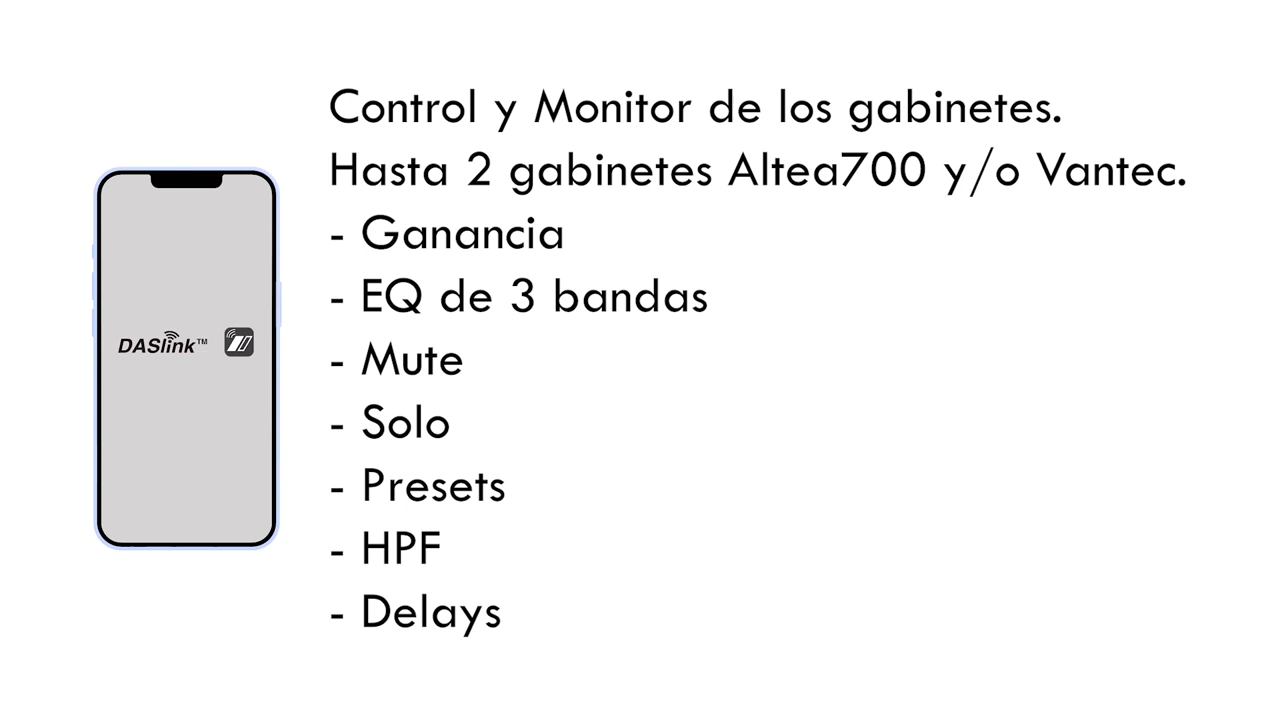 Control y Monitor de los gabinetes.
Hasta 2 gabinetes Altea700 y/o Vantec.
- Ganancia
- EQ de 3 bandas
- Mute
- Solo
- Presets
- HPF
- Delays
DASlink™